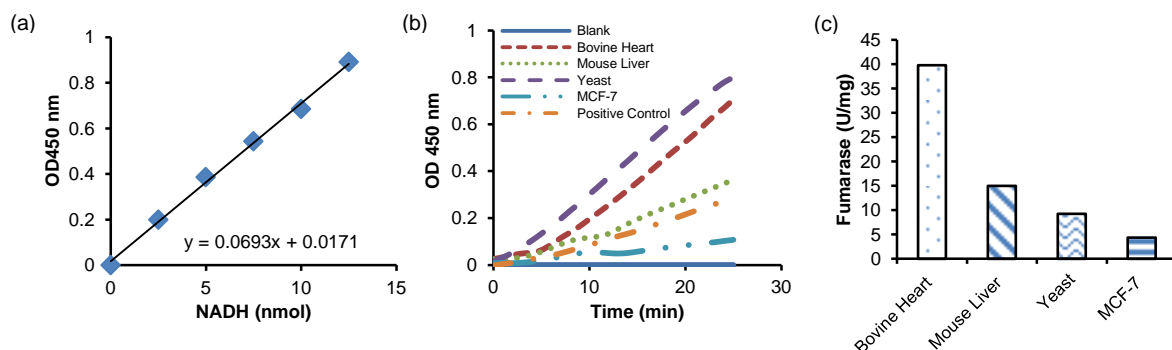 (a)
1
0.8
0.6
0.4
0.2
0
OD450 nm
y = 0.0693x + 0.0171
0
5
10
15
NADH (nmol)
(b)
1
0.8
0.6
0.4
0.2
0
OD 450 nm
Blank
Bovine Heart
Mouse Liver
Yeast
MCF-7
Positive Control
0
10
20
30
Time (min)
(c)
45
40
35
30
25
20
15
10
5
0
Fumarase (U/mg)
Bovine Heart
Mouse Liver
Yeast
MCF-7